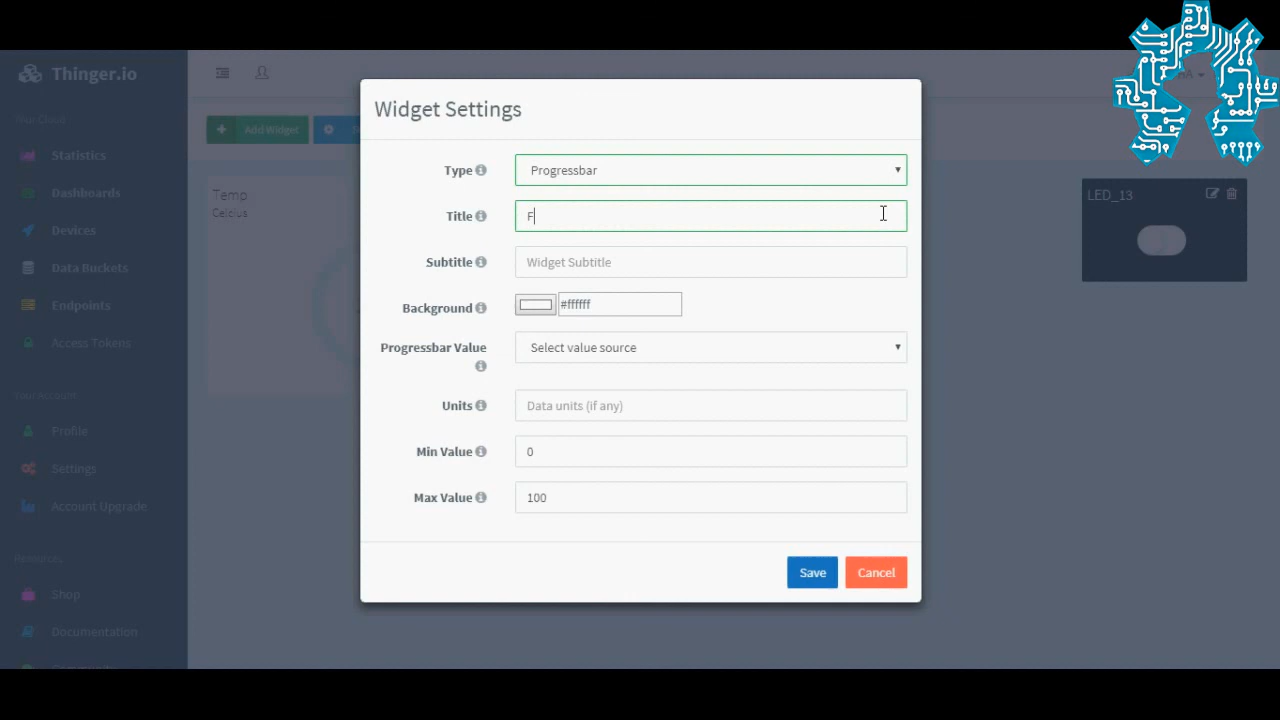 Thinger.io
Your Cloud
Statistics
Dashboards
Devices
Data Buckets
Endpoints
Access Tokens
Your Account
Profile
Settings
Account Upgrade
Resources
Shop
Documentation
Add Widget
Temp
Celcius
LED_13
Widget Settings
Type
Progressbar
Title
F
Subtitle
Widget Subtitle
Background
#ffffff
Progressbar Value
Select value source
Units
Data units (if any)
Min Value
0
Max Value
100
Save
Cancel